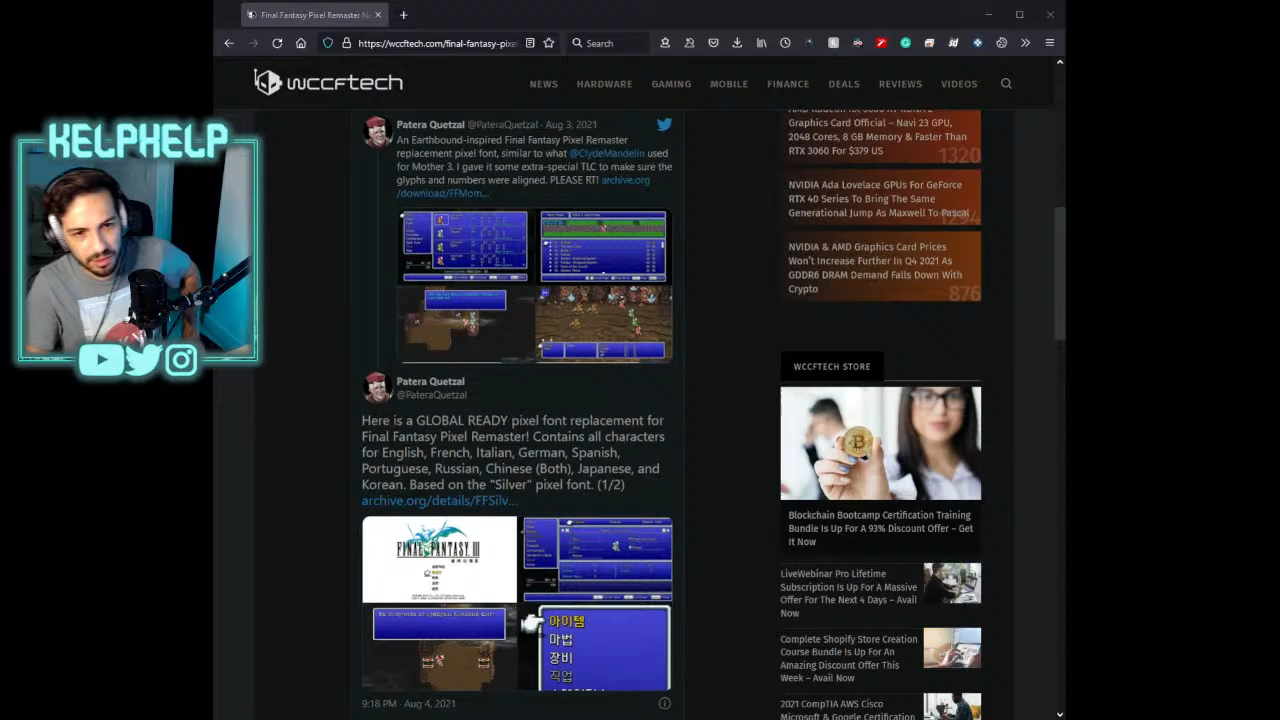 Final Fantasy Pixel Remaster N
https://wccftech.com/final-fantasy-pixel
Search
wccftech
NEWS
HARDWARE
GAMING
MOBILE
FINANCE
DEALS
REVIEWS
VIDEOS
KELPHELP
Patera Quetzal @PateraQuetzal · Aug 3, 2021
An Earthbound-inspired Final Fantasy Pixel Remaster
replacement pixel font, similar to what @ClydeMandelin used
for Mother 3. I gave it some extra-special TLC to make sure the
glyphs and numbers were aligned. PLEASE RT! archive.org
/download/FFMom...
Patera Quetzal
@PateraQuetzal
Here is a GLOBAL READY pixel font replacement for
Final Fantasy Pixel Remaster! Contains all characters
for English, French, Italian, German, Spanish,
Portuguese, Russian, Chinese (Both), Japanese, and
Korean. Based on the "Silver" pixel font. (1/2)
archive.org/details/FFSilv...
FINAL FANTASY III
아이템
마법
장비
직업
9:18 PM · Aug 4, 2021
Graphics Card Official – Navi 23 GPU,
2048 Cores, 8 GB Memory & Faster Than
RTX 3060 For $379 US
1320
NVIDIA Ada Lovelace GPUs For GeForce
RTX 40 Series To Bring The Same
Generational Jump As Maxwell To Pascal
1294
NVIDIA & AMD Graphics Card Prices
Won't Increase Further In Q4 2021 As
GDDR6 DRAM Demand Falls Down With
Crypto
876
WCCFTECH STORE
Blockchain Bootcamp Certification Training
Bundle Is Up For A 93% Discount Offer – Get
It Now
LiveWebinar Pro Lifetime
Subscription Is Up For A Massive
Offer For The Next 4 Days – Avail
Now
Complete Shopify Store Creation
Course Bundle Is Up For An
Amazing Discount Offer This
Week – Avail Now
2021 CompTIA AWS Cisco
Microsoft & Google Certification